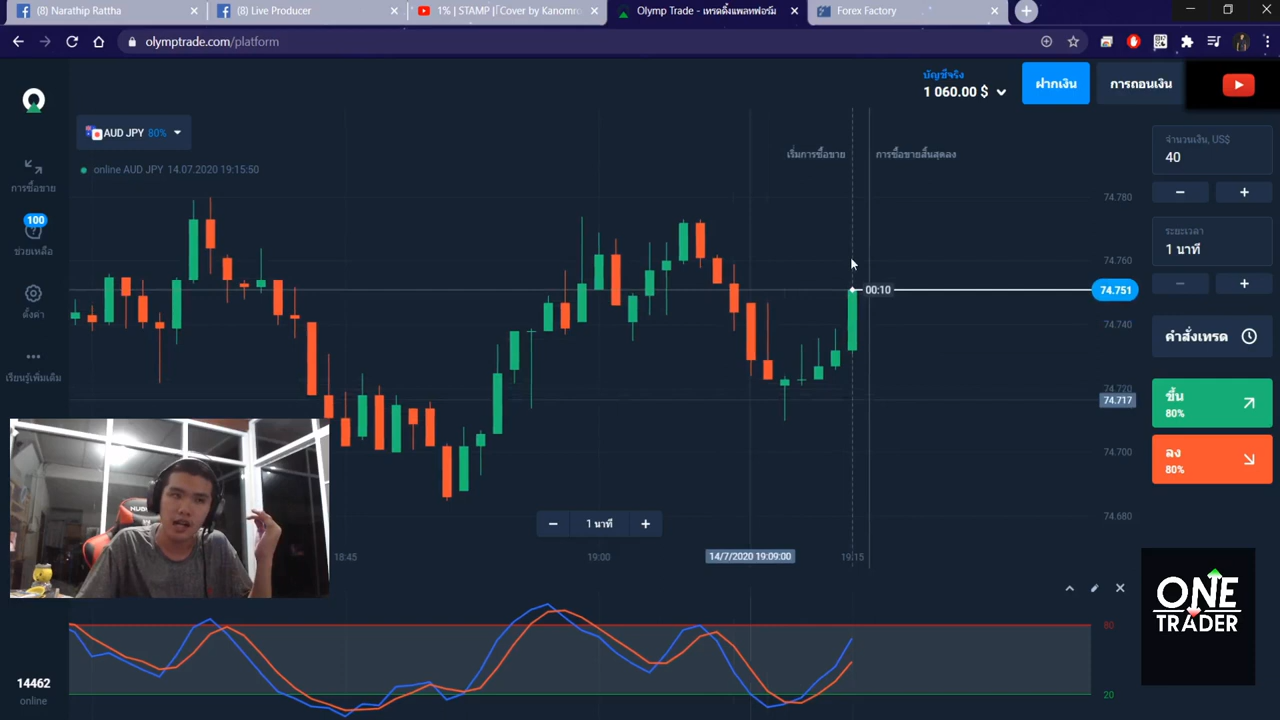 (8) Narathip Rattha
(8) Live Producer
1% | STAMP |「Cover by Kanomro
Olymp Trade - เทรดดิ้งแพลทฟอร์ม
Forex Factory
olymptrade.com/platform
บัญชีจริง
1 060.00 $
ฝากเงิน
การถอนเงิน
AUD JPY 80%
online AUD JPY 14.07.2020 19:15:50
เริ่มการซื้อขาย
การซื้อขายสิ้นสุดลง
การซื้อขาย
100
ช่วยเหลือ
ตั้งค่า
เรียนรู้เพิ่มเติม
74.780
74.760
74.751
74.740
74.720
74.717
74.700
74.680
00:10
จำนวนเงิน, US$
40
ระยะเวลา
1 นาที
คำสั่งเทรด
ขึ้น
80%
ลง
80%
1 นาที
18:45
19:00
14/7/2020 19:09:00
19:15
80
20
ONE
TRADER
14462
online